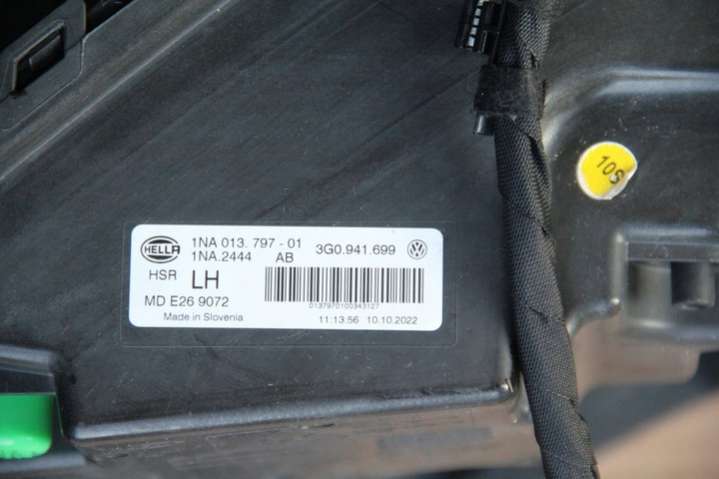 HELLA 1NA 013. 797 - 01 3G0.941.699
1NA.2444 AB
HSR LH
MD E26 9072
Made in Slovenia
0137970100343127
11:13:56 10.10.2022
10S